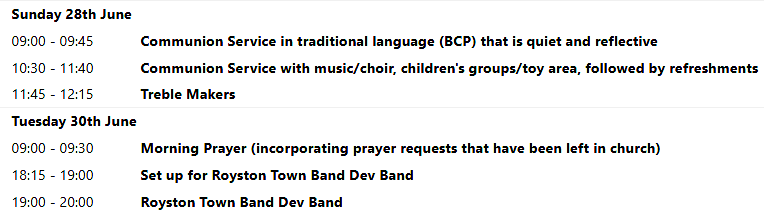 Sunday 28th June
09:00 - 09:45 Communion Service in traditional language (BCP) that is quiet and reflective
10:30 - 11:40 Communion Service with music/choir, children's groups/toy area, followed by refreshments
11:45 - 12:15 Treble Makers
Tuesday 30th June
09:00 - 09:30 Morning Prayer (incorporating prayer requests that have been left in church)
18:15 - 19:00 Set up for Royston Town Band Dev Band
19:00 - 20:00 Royston Town Band Dev Band